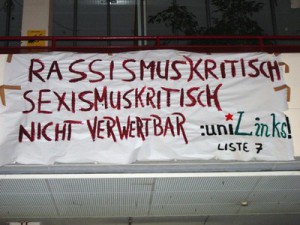 RASSISMUSKRITISCH
SEXISMUSKRITISCH
NICHT VERWERTBAR :uniLinks!
LISTE 7